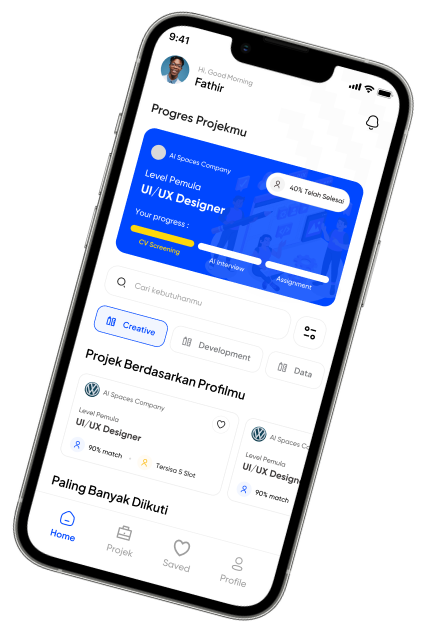 9:41
Hi, Good Morning
Fathir
Progres Projekmu
AI Spaces Company
40% Telah Selesai
Level Pemula
UI/UX Designer
Your progress :
CV Screening
AI Interview
Assignment
Cari kebutuhanmu
Creative
Development
Data
Projek Berdasarkan Profilmu
AI Spaces Company
Level Pemula
UI/UX Designer
90% match
Tersisa 5 Slot
AI Spaces Co
Level Pemula
UI/UX Design
90% match
Paling Banyak Diikuti
Home
Projek
Saved
Profile